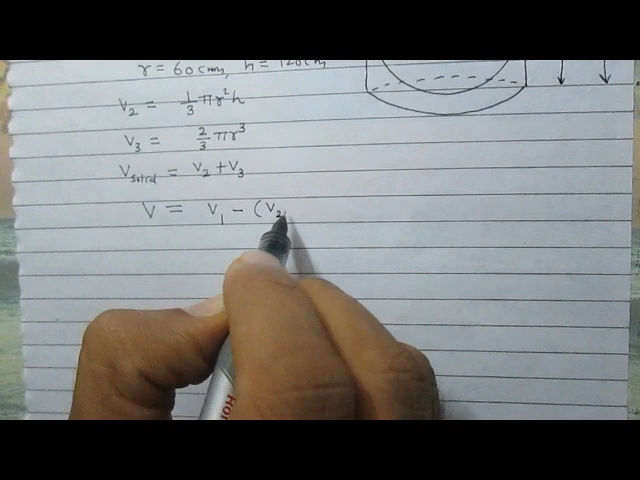 r = 60cm, h = 120cm
V₂ = 1/3 πr²h
V₃ = 2/3 πr³
Vsolid = V₂ + V₃
V = V₁ - (V₂